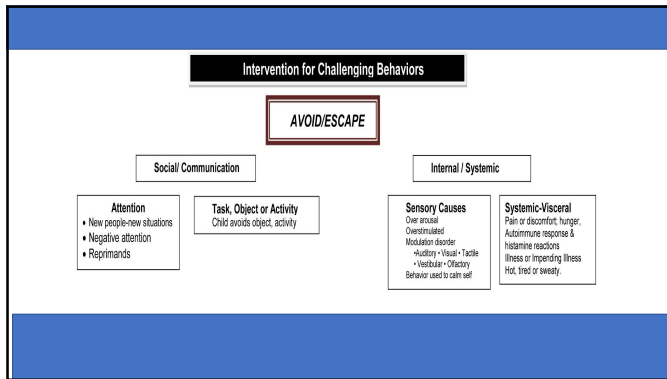 Intervention for Challenging Behaviors
AVOID/ESCAPE
Social/ Communication
Internal / Systemic
Attention
• New people-new situations
• Negative attention
• Reprimands
Task, Object or Activity
Child avoids object, activity
Sensory Causes
Over arousal
Overstimulated
Modulation disorder
•Auditory • Visual • Tactile
• Vestibular • Olfactory
Behavior used to calm self
Systemic-Visceral
Pain or discomfort; hunger,
Autoimmune response &
histamine reactions
Illness or Impending Illness
Hot, tired or sweaty.